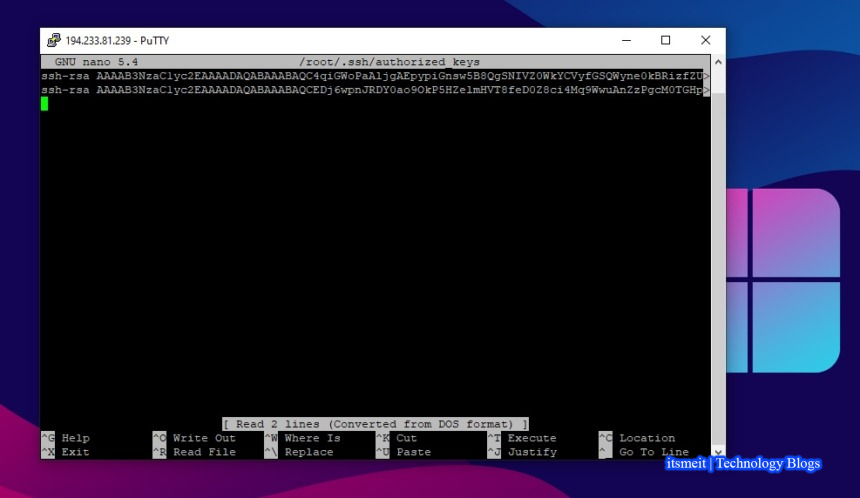 194.233.81.239 - PuTTY
GNU nano 5.4 /root/.ssh/authorized_keys
ssh-rsa AAAAB3NzaC1yc2EAAAADAQABAAABAQC4qiGWoPaAljgAEpypiGnsw5B8QgSNIVZ0WkYCVyfGSQWyne0kBRizfZU>
ssh-rsa AAAAB3NzaC1yc2EAAAADAQABAAABAQCEDj6wpnJRDY0ao9OkP5HZelmHVT8feD0Z8ci4Mq9WwuAnZzPgcM0TGHp>
[ Read 2 lines (Converted from DOS format) ]
^G Help ^O Write Out ^W Where Is ^K Cut ^T Execute ^C Location
^X Exit ^R Read File ^\ Replace ^U Paste ^J Justify ^_ Go To Line
itsmeit | Technology Blogs